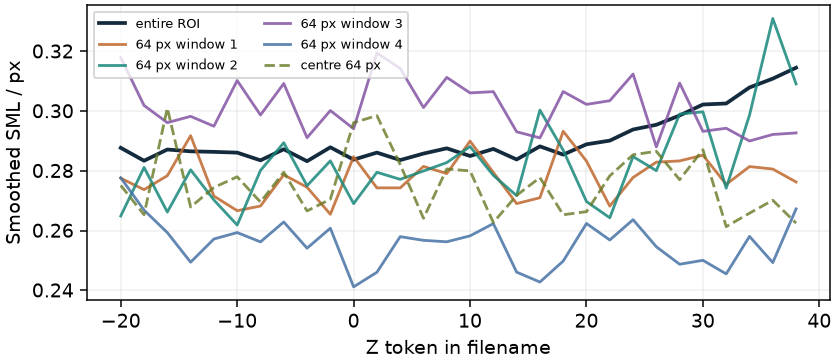 entire ROI
64 px window 1
64 px window 2
64 px window 3
64 px window 4
centre 64 px
Smoothed SML / px
0.32
0.30
0.28
0.26
0.24
−20
−10
0
10
20
30
40
Z token in filename